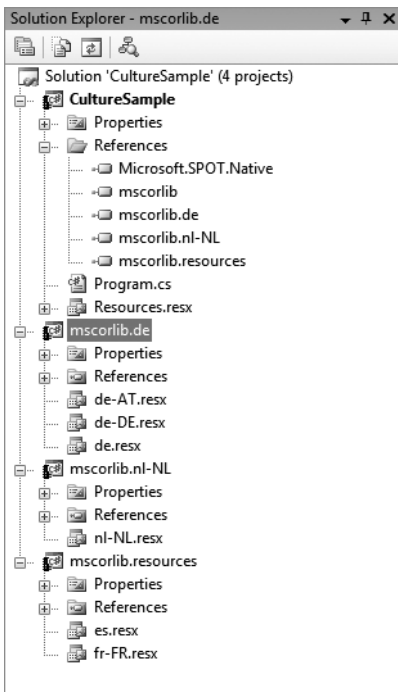 Solution Explorer - mscorlib.de
Solution 'CultureSample' (4 projects)
CultureSample
Properties
References
Microsoft.SPOT.Native
mscorlib
mscorlib.de
mscorlib.nl-NL
mscorlib.resources
Program.cs
Resources.resx
mscorlib.de
Properties
References
de-AT.resx
de-DE.resx
de.resx
mscorlib.nl-NL
Properties
References
nl-NL.resx
mscorlib.resources
Properties
References
es.resx
fr-FR.resx